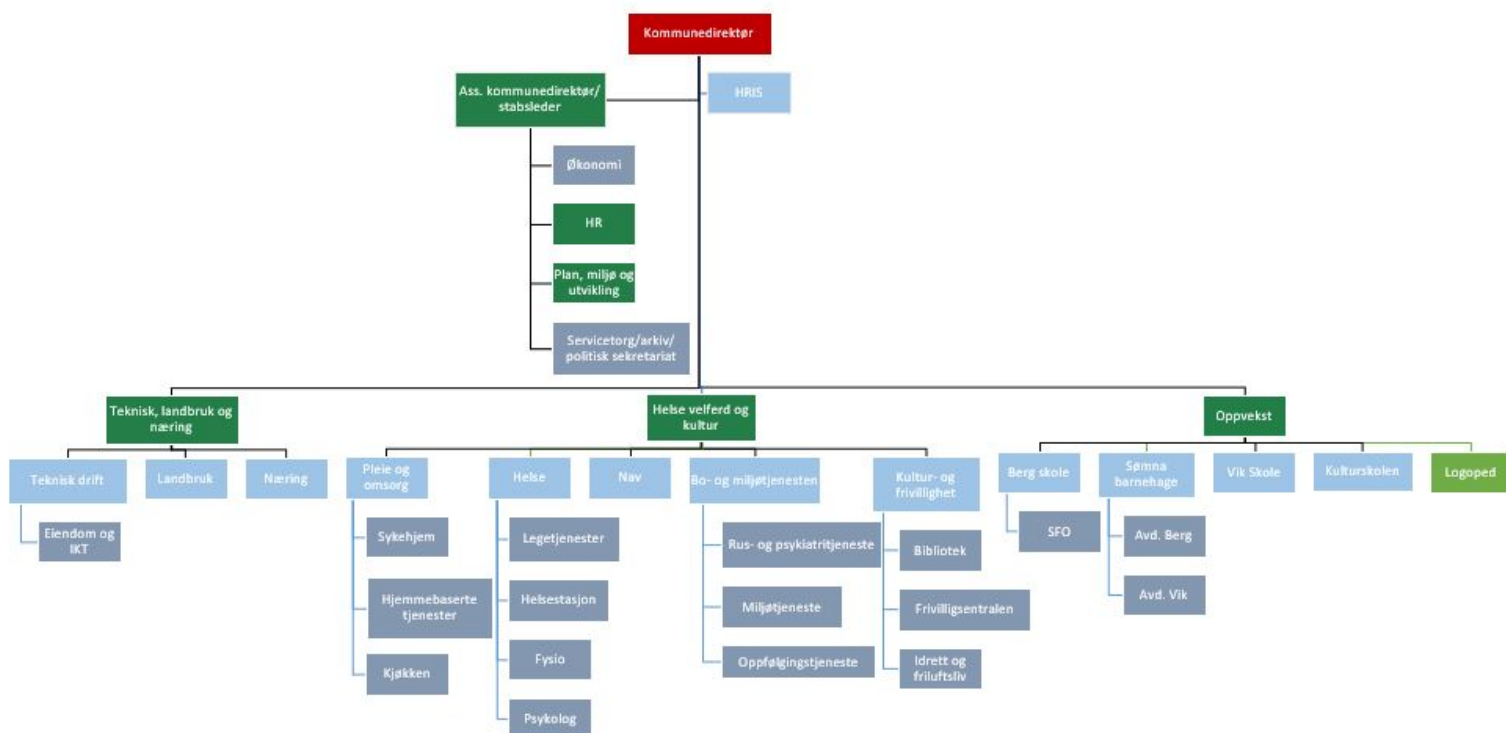 Kommunedirektør
Ass. kommunedirektør/
stabsleder
HRIS
Økonomi
HR
Plan, miljø og
utvikling
Servicetorg/arkiv/
politisk sekretariat
Teknisk, landbruk og
næring
Helse velferd og
kultur
Oppvekst
Teknisk drift
Landbruk
Næring
Pleie og
omsorg
Helse
Nav
Bo- og miljøtjenesten
Kultur- og
frivillighet
Berg skole
Sømna
barnehage
Vik Skole
Kulturskolen
Logoped
Eiendom og
IKT
Sykehjem
Hjemmebaserte
tjenester
Kjøkken
Legetjenester
Helsestasjon
Fysio
Psykolog
Rus- og psykiatritjeneste
Miljøtjeneste
Oppfølgingstjeneste
Bibliotek
Frivilligsentralen
Idrett og
friluftsliv
SFO
Avd. Berg
Avd. Vik